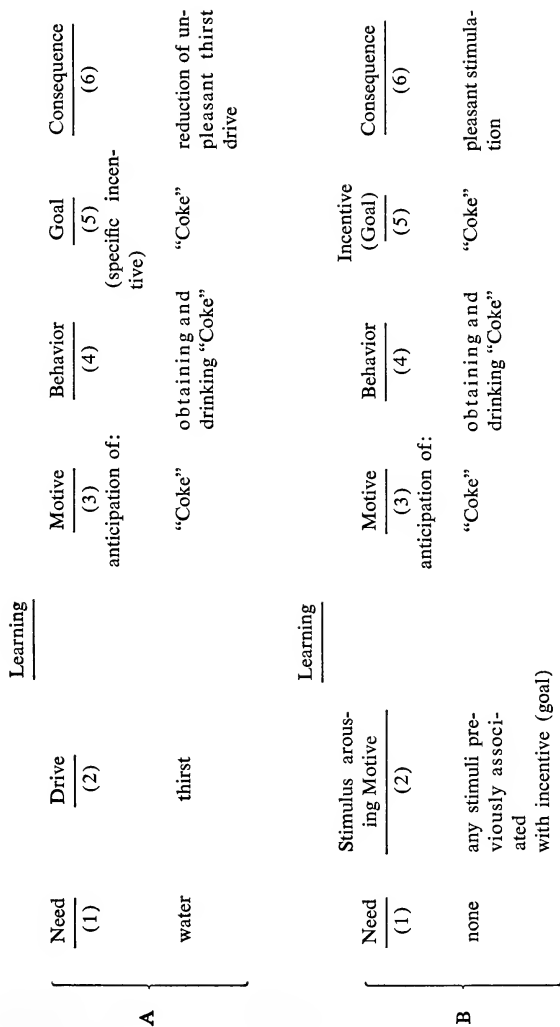 Learning
Need Drive Motive Behavior Goal Consequence
(1) (2) (3) (4) (5) (6)
anticipation of: (specific incen-
tive)
A
water thirst "Coke" obtaining and "Coke" reduction of un-
drinking "Coke" pleasant thirst
drive
Learning
Stimulus arous- Incentive
Need ing Motive Motive Behavior (Goal) Consequence
(1) (2) (3) (4) (5) (6)
anticipation of:
B
none any stimuli pre- "Coke" obtaining and "Coke" pleasant stimula-
viously associ- drinking "Coke" tion
ated
with incentive (goal)